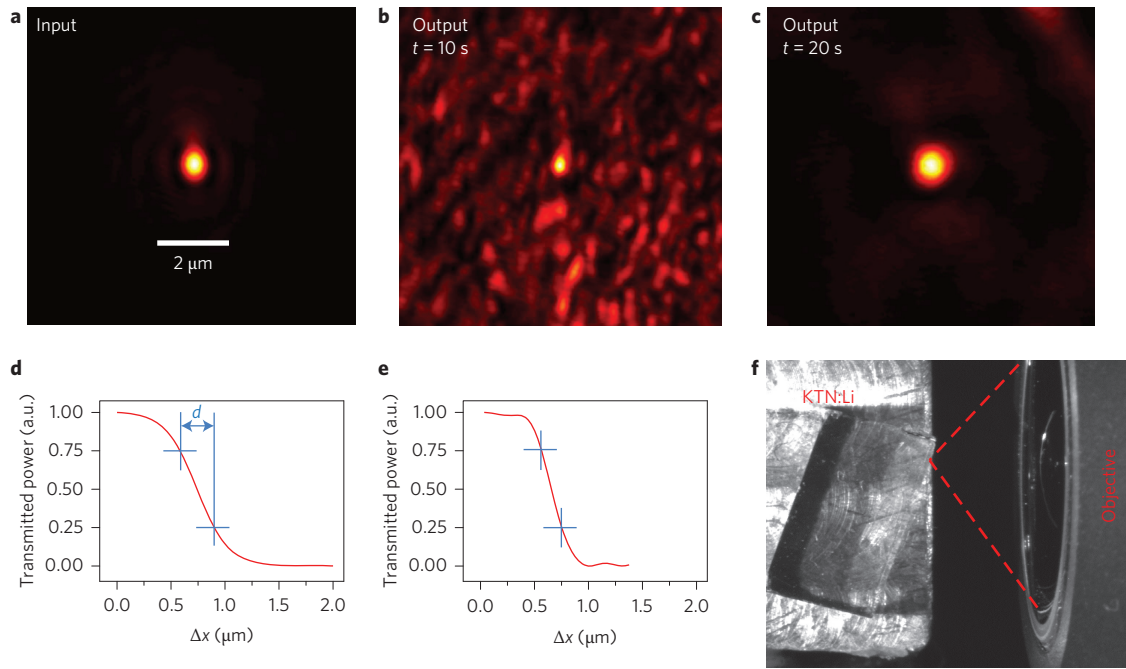 a
Input
2 μm
b
Output
t = 10 s
c
Output
t = 20 s
d
Transmitted power (a.u.)
1.00
0.75
0.50
0.25
0.00
d
0.0
0.5
1.0
1.5
2.0
Δx (μm)
e
Transmitted power (a.u.)
1.00
0.75
0.50
0.25
0.00
0.0
0.5
1.0
1.5
2.0
Δx (μm)
f
KTN:Li
Objective